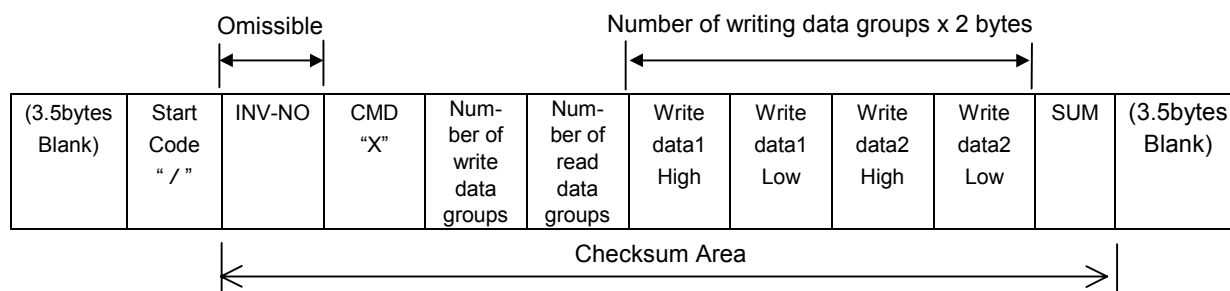 Omissible
Number of writing data groups x 2 bytes
(3.5bytes
Blank)
Start
Code
“ / ”
INV-NO
CMD
“X”
Num-
ber of
write
data
groups
Num-
ber of
read
data
groups
Write
data1
High
Write
data1
Low
Write
data2
High
Write
data2
Low
SUM
(3.5bytes
Blank)
Checksum Area